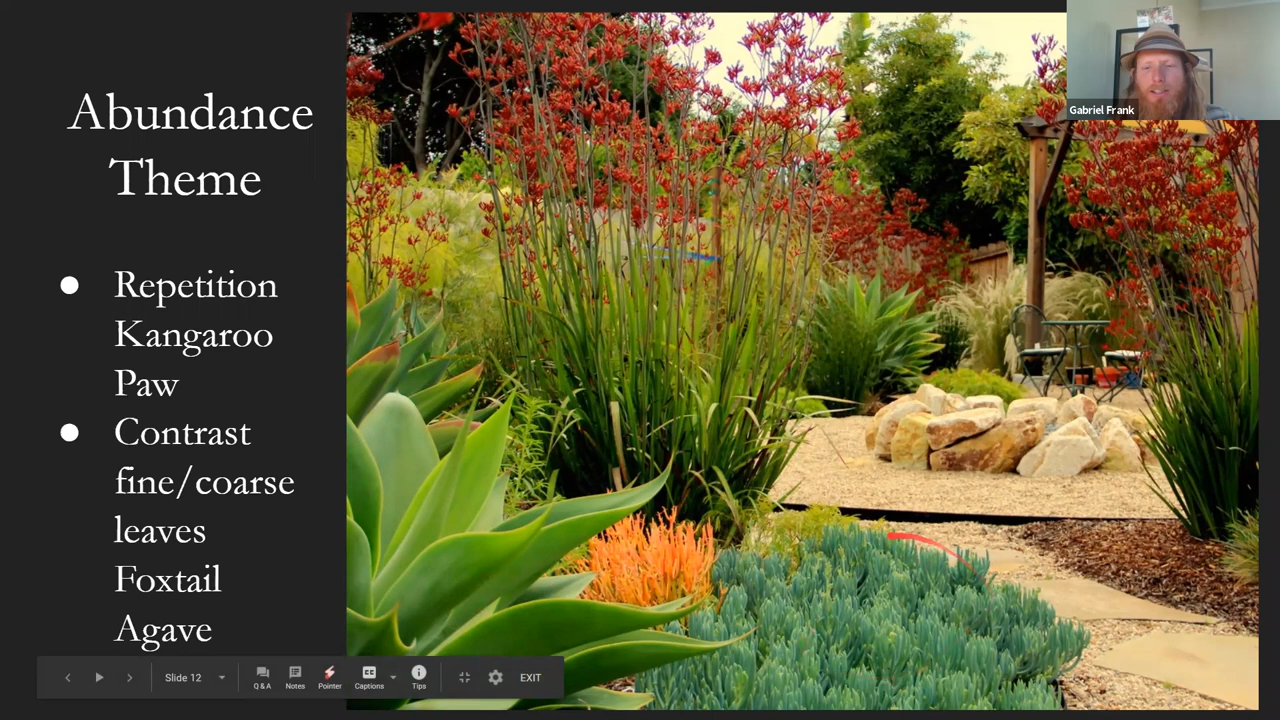 Abundance
Theme
● Repetition
Kangaroo
Paw
● Contrast
fine/coarse
leaves
Foxtail
Agave
Gabriel Frank
Slide 12
Q & A
Notes
Pointer
Captions
Tips
EXIT